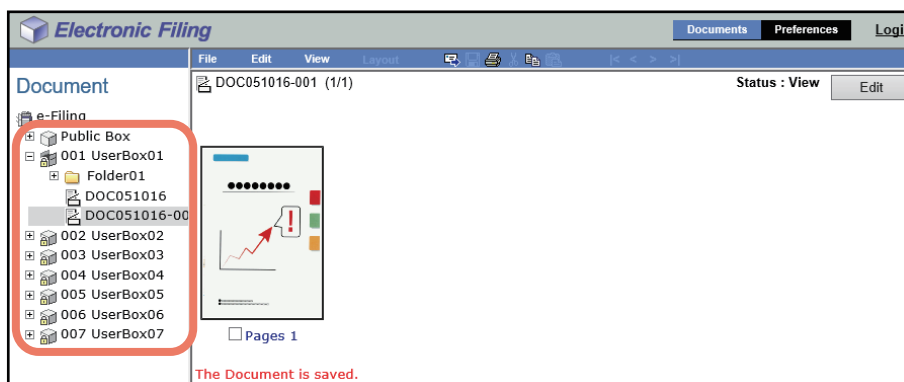 Electronic Filing
Documents Preferences Logi
File Edit View Layout
|< < > >|
Document
DOC051016-001 (1/1)
Status : View Edit
e-Filing
Public Box
001 UserBox01
Folder01
DOC051016
DOC051016-00
002 UserBox02
003 UserBox03
004 UserBox04
005 UserBox05
006 UserBox06
007 UserBox07
!
Pages 1
The Document is saved.